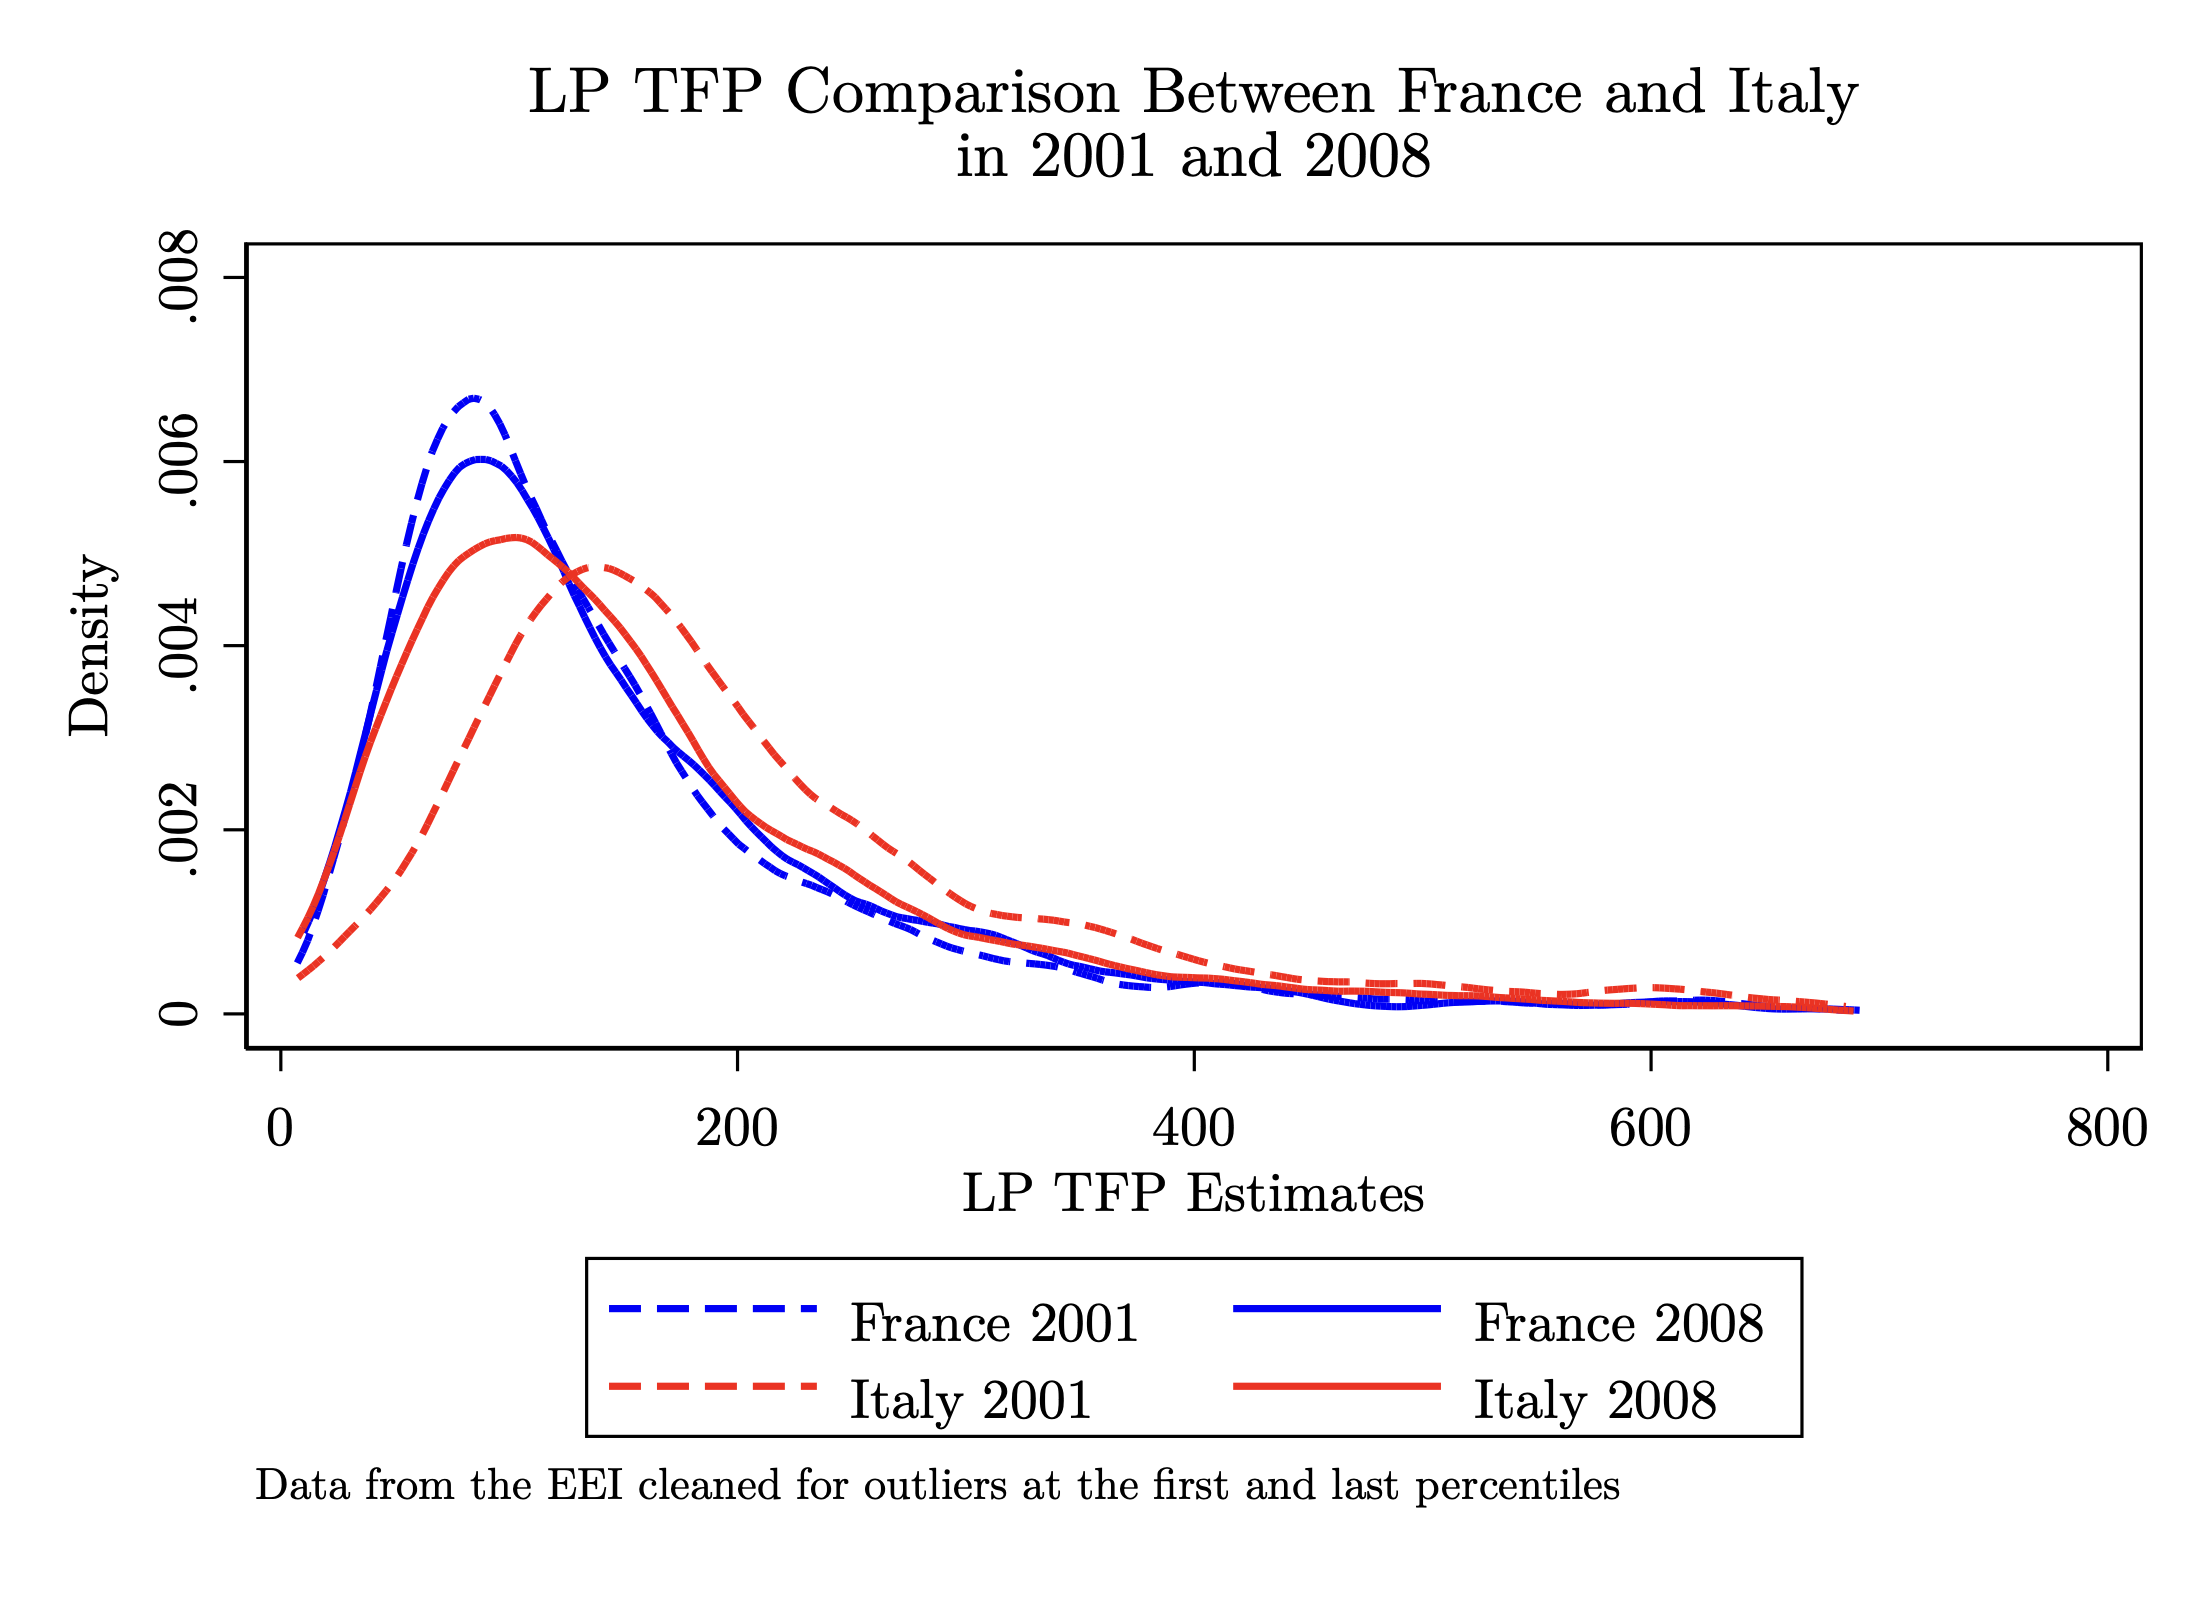 LP TFP Comparison Between France and Italy
in 2001 and 2008
.008
.006
.004
.002
0
Density
0 200 400 600 800
LP TFP Estimates
France 2001 France 2008
Italy 2001 Italy 2008
Data from the EEI cleaned for outliers at the first and last percentiles